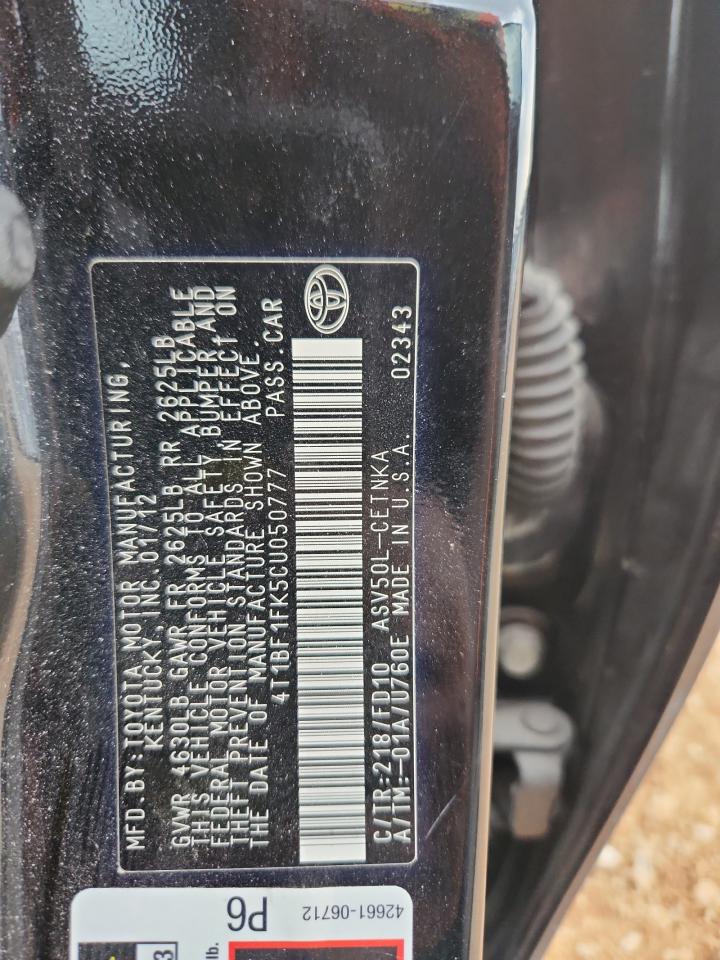 MFD.BY:TOYOTA MOTOR MANUFACTURING,
KENTUCKY, INC. 01/12
GVWR 4630LB GAWR FR 2625LB RR 2625LB
THIS VEHICLE CONFORMS TO ALL APPLICABLE
FEDERAL MOTOR VEHICLE SAFETY, BUMPER, AND
THEFT PREVENTION STANDARDS IN EFFECT ON
THE DATE OF MANUFACTURE SHOWN ABOVE.
4T1BF1FK5CU050777 PASS. CAR
C/TR:218/FD10 ASV50L-CETNKA 02343
A/TM:-01A/U760E MADE IN U.S.A.
42661-06712
P6
lb.
3